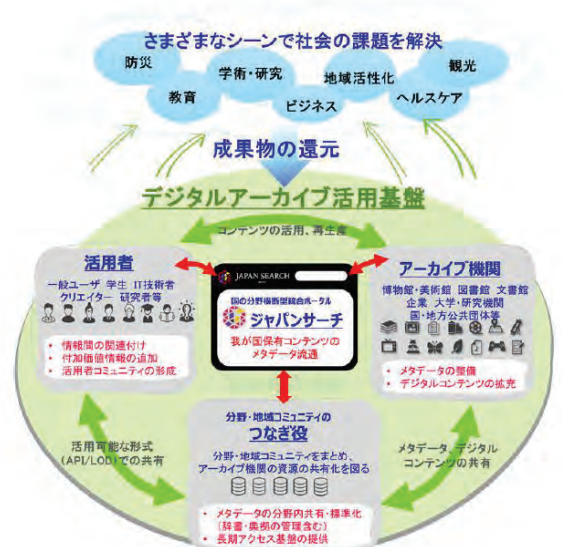 さまざまなシーンで社会の課題を解決
防災
教育
学術・研究
ビジネス
地域活性化
ヘルスケア
観光
成果物の還元
デジタルアーカイブ活用基盤
コンテンツの活用、再生産
活用者
一般ユーザ 学生 IT技術者
クリエイター 研究者等
・ 情報間の関連付け
・ 付加価値情報の追加
・ 活用者コミュニティの形成
JAPAN SEARCH
国の分野横断型統合ポータル
ジャパンサーチ
我が国保有コンテンツの
メタデータ流通
アーカイブ機関
博物館・美術館 図書館 文書館
企業 大学・研究機関
国・地方公共団体等
・ メタデータの整備
・ デジタルコンテンツの拡充
活用可能な形式
(API/LOD)での共有
メタデータ、デジタル
コンテンツの共有
分野・地域コミュニティの
つなぎ役
分野・地域コミュニティをまとめ、
アーカイブ機関の資源の共有化を図る
・ メタデータの分野内共有・標準化
(辞書・典拠の管理含む)
・ 長期アクセス基盤の提供